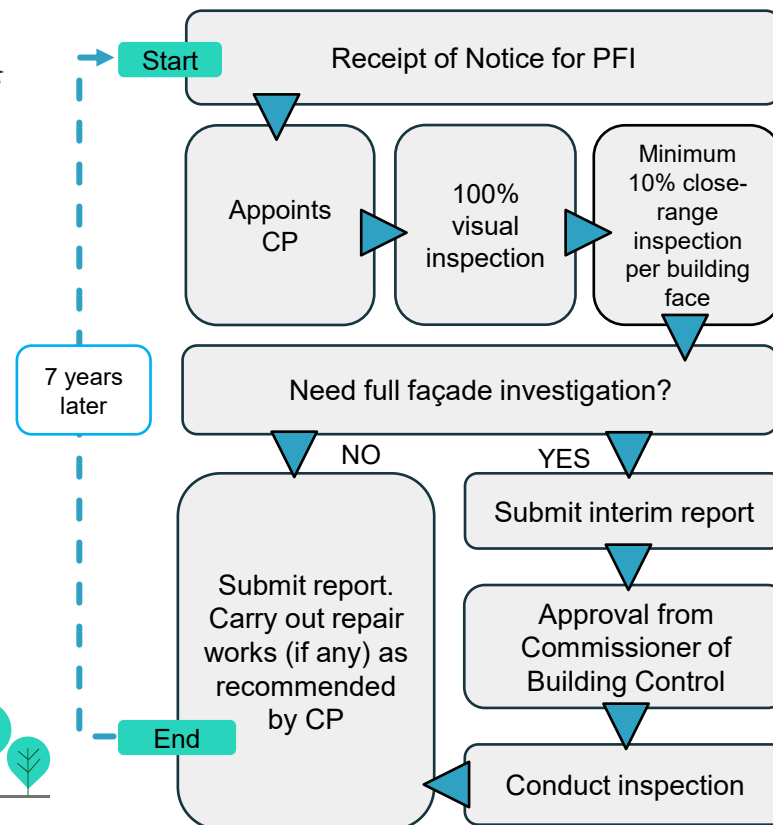 Start
Receipt of Notice for PFI
Appoints
CP
100%
visual
inspection
Minimum
10% close-
range
inspection
per building
face
7 years
later
Need full façade investigation?
NO
YES
Submit interim report
Submit report.
Carry out repair
works (if any) as
recommended
by CP
Approval from
Commissioner of
Building Control
End
Conduct inspection